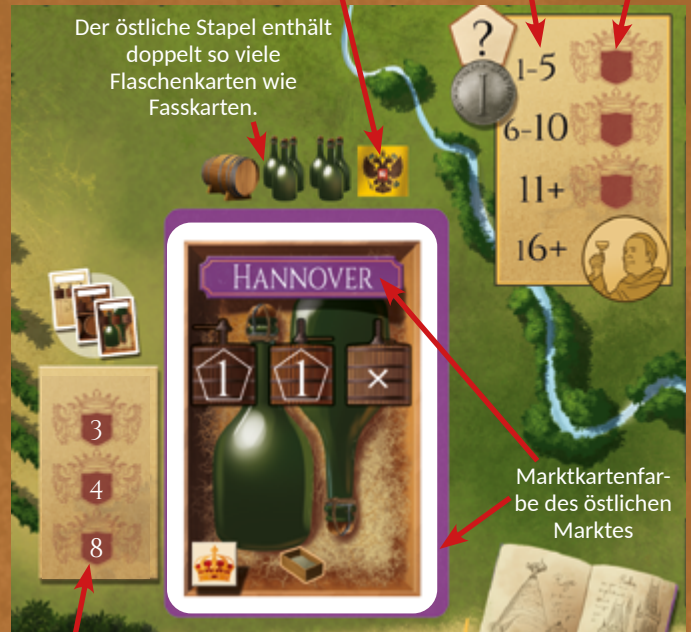 Der östliche Stapel enthält
doppelt so viele
Flaschenkarten wie
Fasskarten.
?
1
1-5
6-10
11+
16+
HANNOVER
1 1 ×
3
4
8
Marktkartenfar-
be des östlichen
Marktes